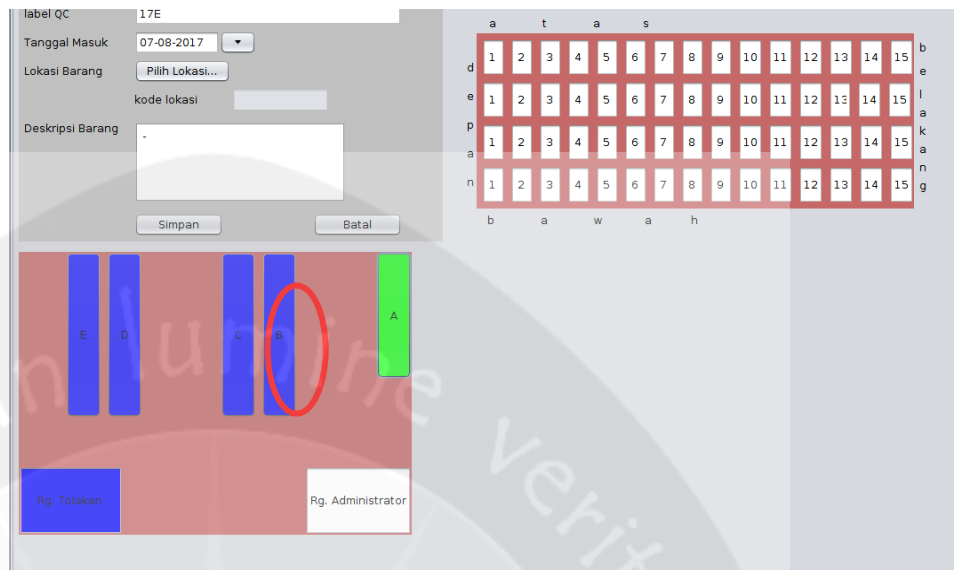 label QC 17E
Tanggal Masuk 07-08-2017
Lokasi Barang Pilih Lokasi...
kode lokasi
Deskripsi Barang -
Simpan Batal
E D C B A
Rg. Tolakan Rg. Administrator
a t a s
depan
1 2 3 4 5 6 7 8 9 10 11 12 13 14 15
1 2 3 4 5 6 7 8 9 10 11 12 13 14 15
1 2 3 4 5 6 7 8 9 10 11 12 13 14 15
1 2 3 4 5 6 7 8 9 10 11 12 13 14 15
belakang
b a w a h
n lumine verit